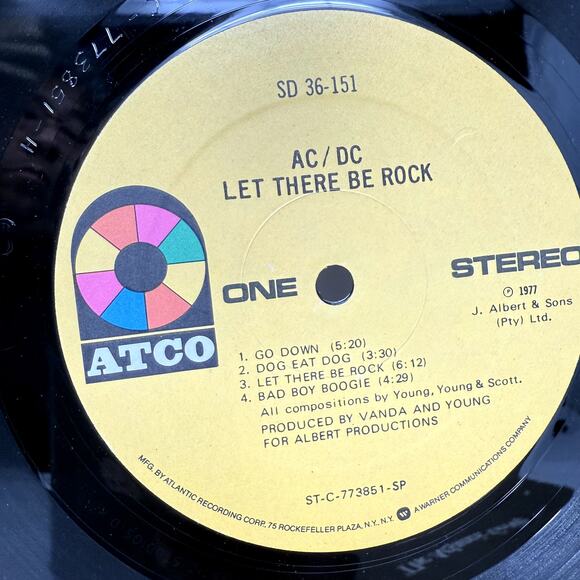 C-773851-H
SD 36-151
AC/DC
LET THERE BE ROCK
ATCO
ONE
STEREO
℗ 1977
J. Albert & Sons
(Pty) Ltd.
1. GO DOWN (5:20)
2. DOG EAT DOG (3:30)
3. LET THERE BE ROCK (6:12)
4. BAD BOY BOOGIE (4:29)
All compositions by Young, Young & Scott.
PRODUCED BY VANDA AND YOUNG
FOR ALBERT PRODUCTIONS
ST-C-773851-SP
MFG. BY ATLANTIC RECORDING CORP. 75 ROCKEFELLER PLAZA, N.Y. N.Y. W A WARNER COMMUNICATIONS COMPANY